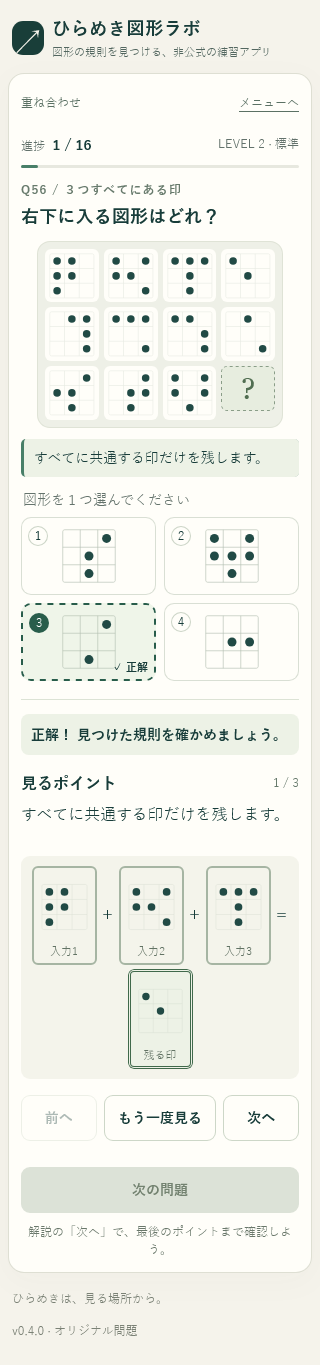 ひらめき図形ラボ
図形の規則を見つける、非公式の練習アプリ
重ね合わせ
メニューへ
進捗 1 / 16
LEVEL 2 · 標準
Q56 / 3つすべてにある印
右下に入る図形はどれ？
?
すべてに共通する印だけを残します。
図形を1つ選んでください
1
2
3
✓ 正解
4
正解！ 見つけた規則を確かめましょう。
見るポイント
1 / 3
すべてに共通する印だけを残します。
入力1
+
入力2
+
入力3
=
残る印
前へ
もう一度見る
次へ
次の問題
解説の「次へ」で、最後のポイントまで確認しよ
う。
ひらめきは、見る場所から。
v0.4.0 · オリジナル問題